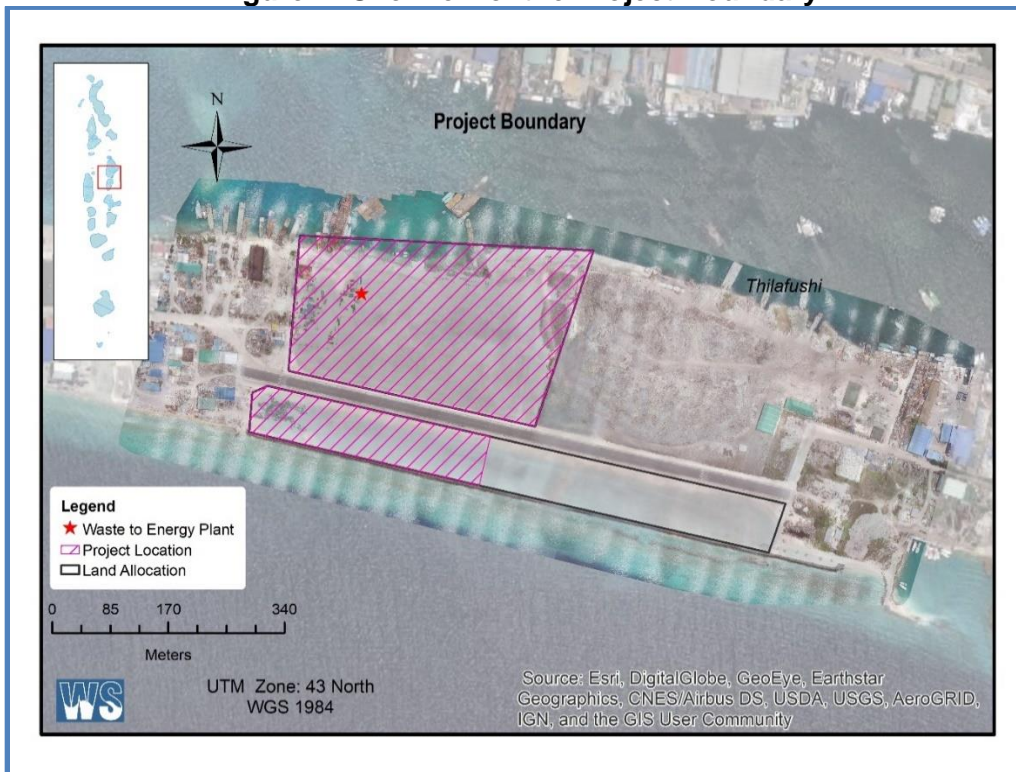 N
Project Boundary
Thilafushi
Legend
Waste to Energy Plant
Project Location
Land Allocation
0 85 170 340
Meters
WS
UTM Zone: 43 North
WGS 1984
Source: Esri, DigitalGlobe, GeoEye, Earthstar
Geographics, CNES/Airbus DS, USDA, USGS, AeroGRID,
IGN, and the GIS User Community